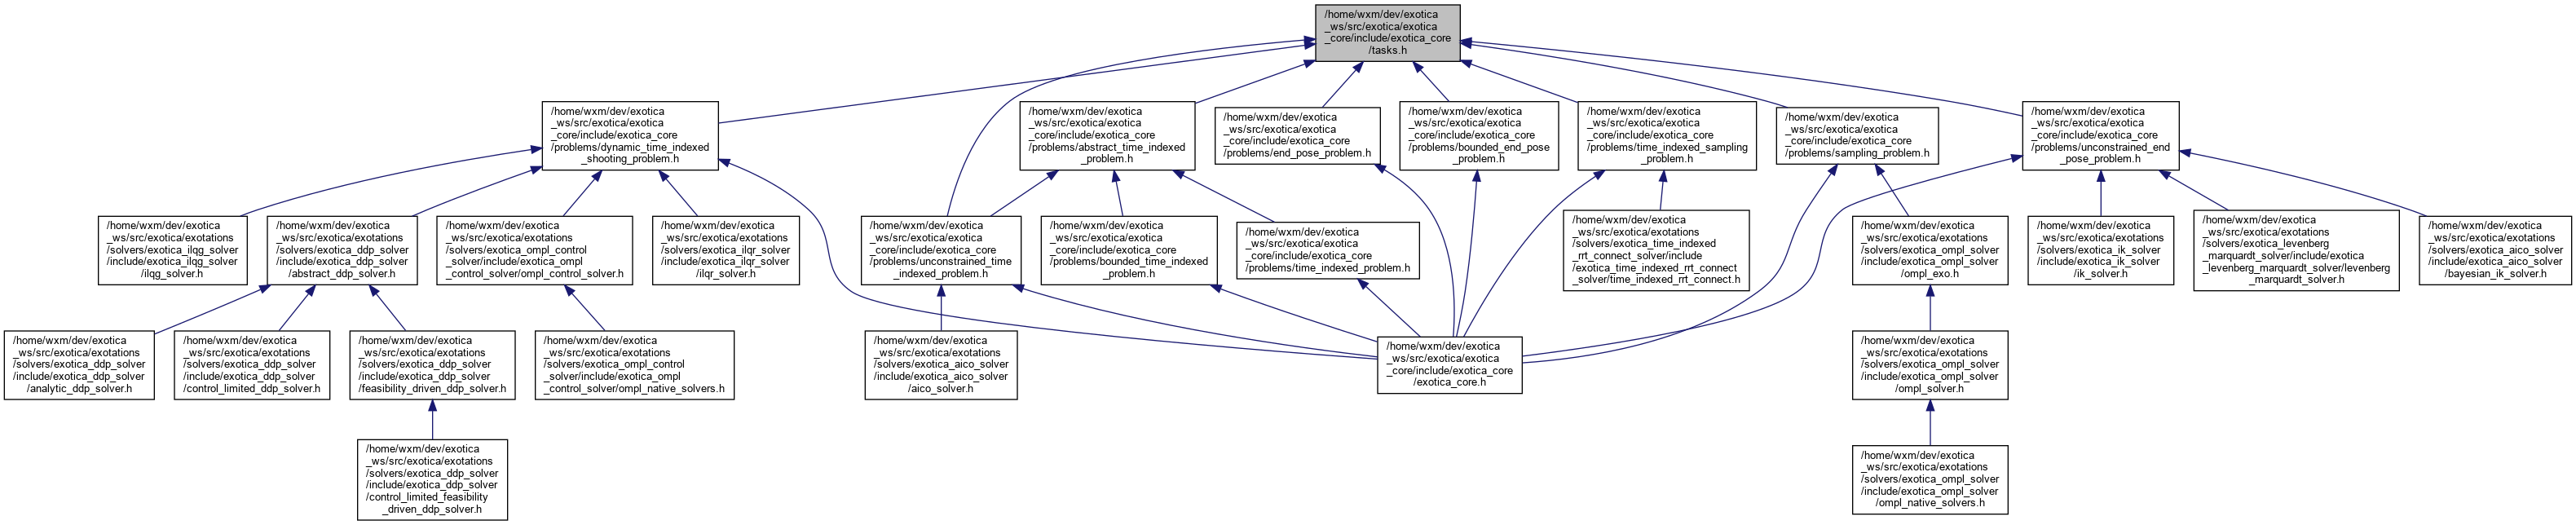 /home/wxm/dev/exotica
_ws/src/exotica/exotica
_core/include/exotica_core
/tasks.h
/home/wxm/dev/exotica
_ws/src/exotica/exotica
_core/include/exotica_core
/problems/dynamic_time_indexed
_shooting_problem.h
/home/wxm/dev/exotica
_ws/src/exotica/exotica
_core/include/exotica_core
/problems/abstract_time_indexed
_problem.h
/home/wxm/dev/exotica
_ws/src/exotica/exotica
_core/include/exotica_core
/problems/end_pose_problem.h
/home/wxm/dev/exotica
_ws/src/exotica/exotica
_core/include/exotica_core
/problems/bounded_end_pose
_problem.h
/home/wxm/dev/exotica
_ws/src/exotica/exotica
_core/include/exotica_core
/problems/time_indexed_sampling
_problem.h
/home/wxm/dev/exotica
_ws/src/exotica/exotica
_core/include/exotica_core
/problems/sampling_problem.h
/home/wxm/dev/exotica
_ws/src/exotica/exotica
_core/include/exotica_core
/problems/unconstrained_end
_pose_problem.h
/home/wxm/dev/exotica
_ws/src/exotica/exotations
/solvers/exotica_ilqg_solver
/include/exotica_ilqg_solver
/ilqg_solver.h
/home/wxm/dev/exotica
_ws/src/exotica/exotations
/solvers/exotica_ddp_solver
/include/exotica_ddp_solver
/abstract_ddp_solver.h
/home/wxm/dev/exotica
_ws/src/exotica/exotations
/solvers/exotica_ompl_control
_solver/include/exotica_ompl
_control_solver/ompl_control_solver.h
/home/wxm/dev/exotica
_ws/src/exotica/exotations
/solvers/exotica_ilqr_solver
/include/exotica_ilqr_solver
/ilqr_solver.h
/home/wxm/dev/exotica
_ws/src/exotica/exotica
_core/include/exotica_core
/problems/unconstrained_time
_indexed_problem.h
/home/wxm/dev/exotica
_ws/src/exotica/exotica
_core/include/exotica_core
/problems/bounded_time_indexed
_problem.h
/home/wxm/dev/exotica
_ws/src/exotica/exotica
_core/include/exotica_core
/problems/time_indexed_problem.h
/home/wxm/dev/exotica
_ws/src/exotica/exotations
/solvers/exotica_time_indexed
_rrt_connect_solver/include
/exotica_time_indexed_rrt_connect
_solver/time_indexed_rrt_connect.h
/home/wxm/dev/exotica
_ws/src/exotica/exotations
/solvers/exotica_ompl_solver
/include/exotica_ompl_solver
/ompl_exo.h
/home/wxm/dev/exotica
_ws/src/exotica/exotations
/solvers/exotica_ik_solver
/include/exotica_ik_solver
/ik_solver.h
/home/wxm/dev/exotica
_ws/src/exotica/exotations
/solvers/exotica_levenberg
_marquardt_solver/include/exotica
_levenberg_marquardt_solver/levenberg
_marquardt_solver.h
/home/wxm/dev/exotica
_ws/src/exotica/exotations
/solvers/exotica_aico_solver
/include/exotica_aico_solver
/bayesian_ik_solver.h
/home/wxm/dev/exotica
_ws/src/exotica/exotations
/solvers/exotica_ddp_solver
/include/exotica_ddp_solver
/analytic_ddp_solver.h
/home/wxm/dev/exotica
_ws/src/exotica/exotations
/solvers/exotica_ddp_solver
/include/exotica_ddp_solver
/control_limited_ddp_solver.h
/home/wxm/dev/exotica
_ws/src/exotica/exotations
/solvers/exotica_ddp_solver
/include/exotica_ddp_solver
/feasibility_driven_ddp_solver.h
/home/wxm/dev/exotica
_ws/src/exotica/exotations
/solvers/exotica_ompl_control
_solver/include/exotica_ompl
_control_solver/ompl_native_solvers.h
/home/wxm/dev/exotica
_ws/src/exotica/exotations
/solvers/exotica_aico_solver
/include/exotica_aico_solver
/aico_solver.h
/home/wxm/dev/exotica
_ws/src/exotica/exotica
_core/include/exotica_core
/exotica_core.h
/home/wxm/dev/exotica
_ws/src/exotica/exotations
/solvers/exotica_ompl_solver
/include/exotica_ompl_solver
/ompl_solver.h
/home/wxm/dev/exotica
_ws/src/exotica/exotations
/solvers/exotica_ddp_solver
/include/exotica_ddp_solver
/control_limited_feasibility
_driven_ddp_solver.h
/home/wxm/dev/exotica
_ws/src/exotica/exotations
/solvers/exotica_ompl_solver
/include/exotica_ompl_solver
/ompl_native_solvers.h